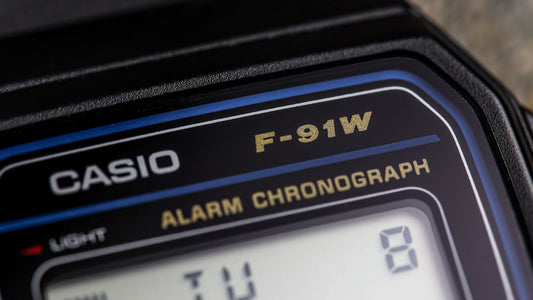 CASIO F-91W
ALARM CHRONOGRAPH
LIGHT
TU 8